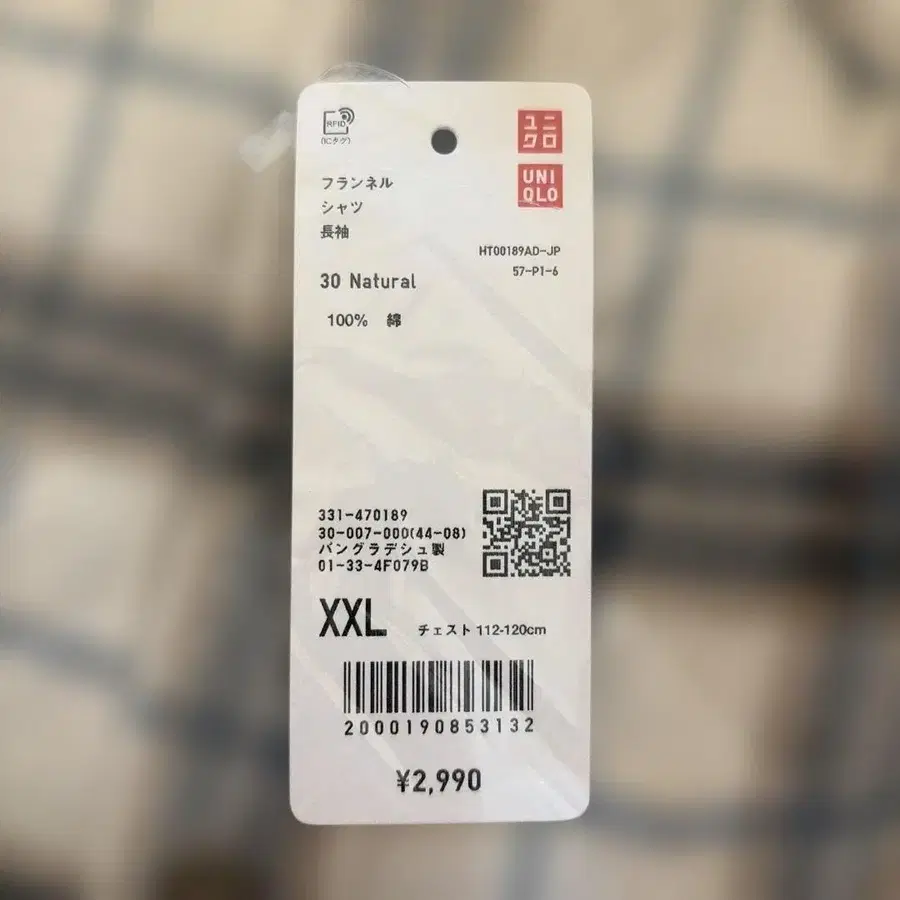 RFID
(ICタグ)
ユニ
クロ
UNI
QLO
フランネル
シャツ
長袖
HT00189AD-JP
57-P1-6
30 Natural
100% 綿
331-470189
30-007-000(44-08)
バングラデシュ製
01-33-4F079B
XXL チェスト 112-120cm
2000190853132
¥2,990